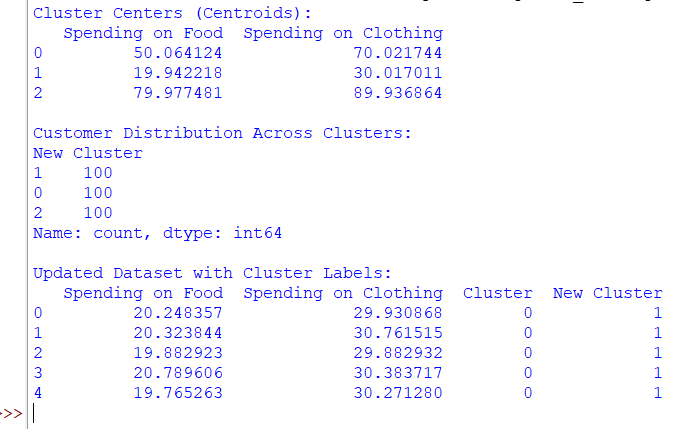 Cluster Centers (Centroids):
   Spending on Food  Spending on Clothing
0         50.064124             70.021744
1         19.942218             30.017011
2         79.977481             89.936864

Customer Distribution Across Clusters:
New Cluster
1    100
0    100
2    100
Name: count, dtype: int64

Updated Dataset with Cluster Labels:
   Spending on Food  Spending on Clothing  Cluster  New Cluster
0         20.248357             29.930868        0            1
1         20.323844             30.761515        0            1
2         19.882923             29.882932        0            1
3         20.789606             30.383717        0            1
4         19.765263             30.271280        0            1
>>>